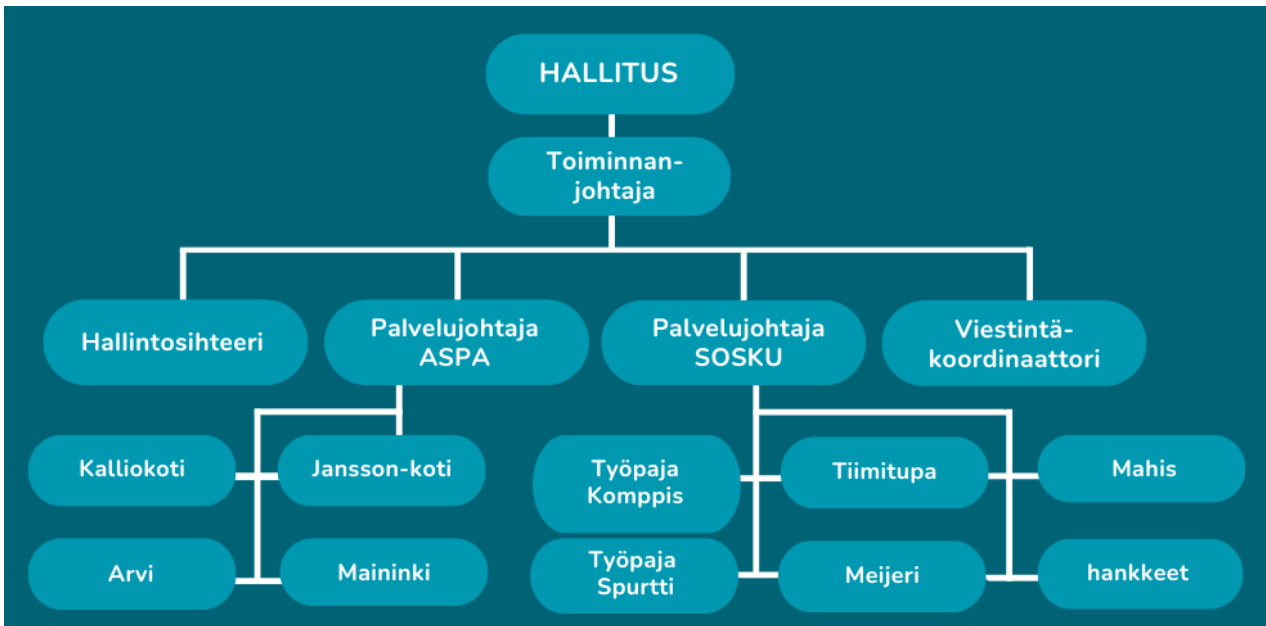 HALLITUS
Toiminnan-
johtaja
Hallintosihteeri
Palvelujohtaja
ASPA
Palvelujohtaja
SOSKU
Viestintä-
koordinaattori
Kalliokoti
Jansson-koti
Työpaja
Komppis
Tiimitupa
Mahis
Arvi
Maininki
Työpaja
Spurtti
Meijeri
hankkeet